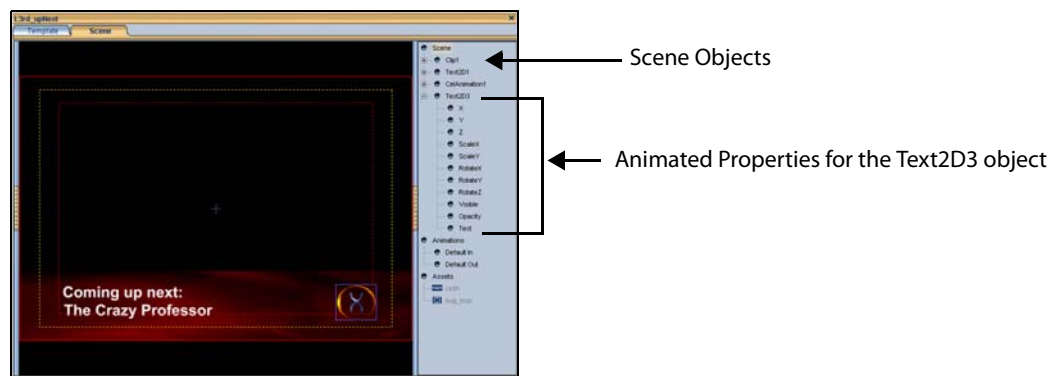 L3rd_upNext
Template Scene
Scene
Clip1
Text2D1
CelAnimation1
Text2D3
X
Y
Z
ScaleX
ScaleY
RotateX
RotateY
RotateZ
Visible
Opacity
Text
Animations
Default In
Default Out
Assets
Coming up next:
The Crazy Professor
Scene Objects
Animated Properties for the Text2D3 object